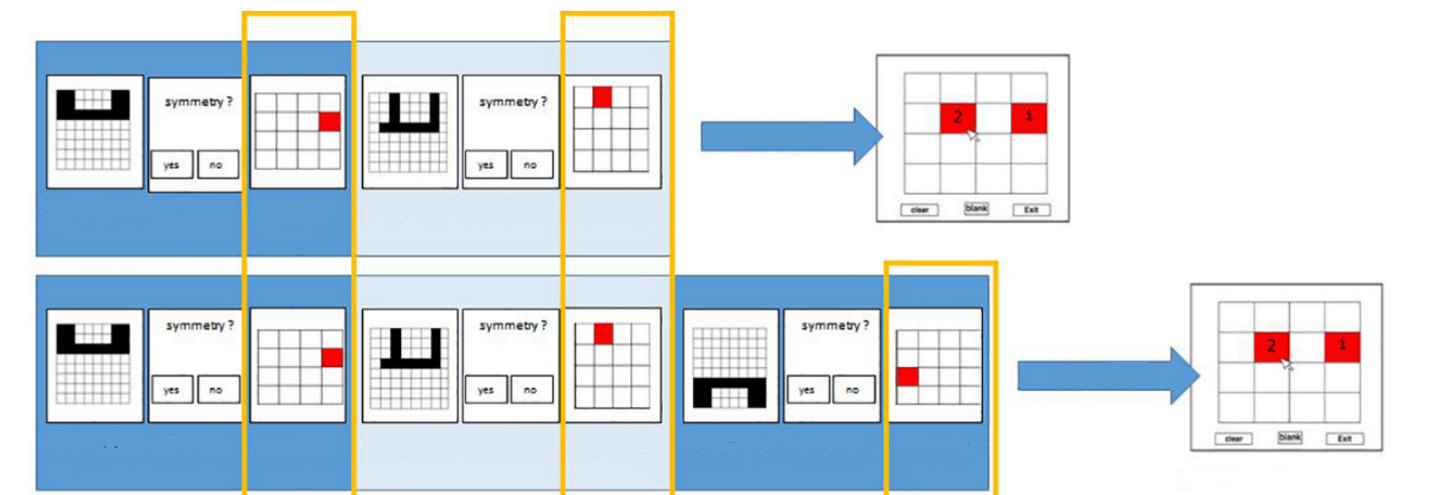 symmetry ?
yes no
symmetry ?
yes no
2 1
clear blank Exit
symmetry ?
yes no
symmetry ?
yes no
symmetry ?
yes no
2 1
clear blank Exit